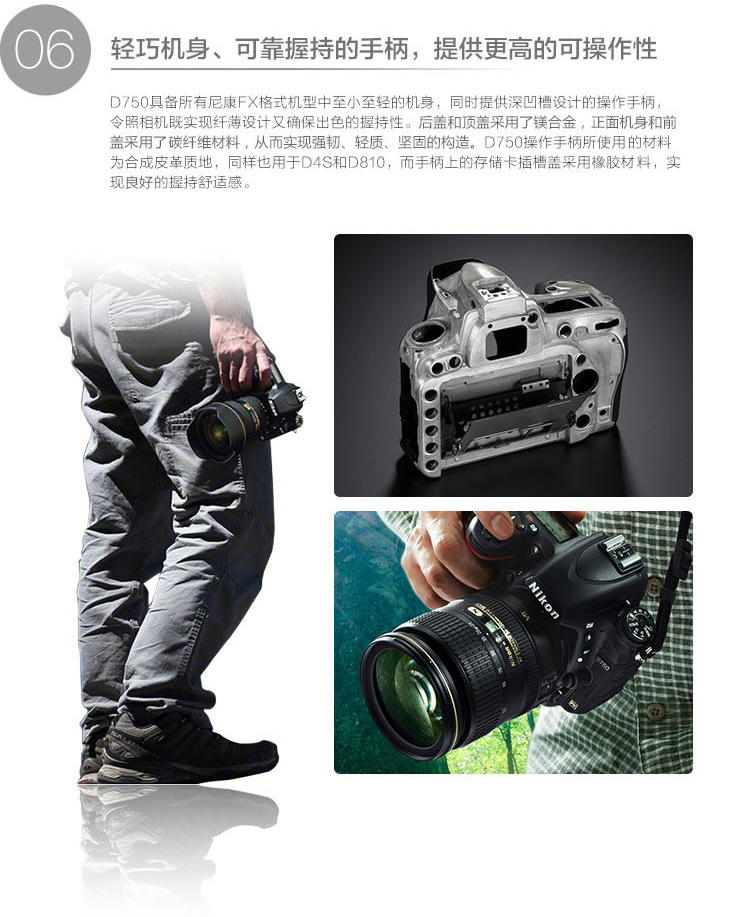 06
轻巧机身、可靠握持的手柄，提供更高的可操作性
D750具备所有尼康FX格式机型中至小至轻的机身，同时提供深凹槽设计的操作手柄，
令照相机既实现纤薄设计又确保出色的握持性。后盖和顶盖采用了镁合金，正面机身和前
盖采用了碳纤维材料，从而实现强韧、轻质、坚固的构造。D750操作手柄所使用的材料
为合成皮革质地，同样也用于D4S和D810，而手柄上的存储卡插槽盖采用橡胶材料，实
现良好的握持舒适感。
Nikon
VR
Nikon
D750